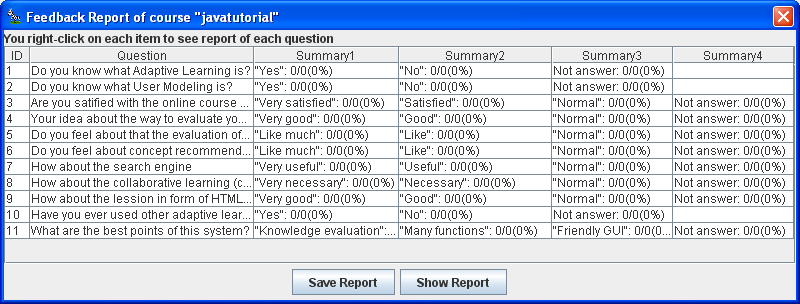 Feedback Report of course "javatutorial"
You right-click on each item to see report of each question
ID Question Summary1 Summary2 Summary3 Summary4
1 Do you know what Adaptive Learning is? "Yes": 0/0(0%) "No": 0/0(0%) Not answer: 0/0(0%)
2 Do you know what User Modeling is? "Yes": 0/0(0%) "No": 0/0(0%) Not answer: 0/0(0%)
3 Are you satisfied with the online course ... "Very satisfied": 0/0(0%) "Satisfied": 0/0(0%) "Normal": 0/0(0%) Not answer: 0/0(0%)
4 Your idea about the way to evaluate yo... "Very good": 0/0(0%) "Good": 0/0(0%) "Normal": 0/0(0%) Not answer: 0/0(0%)
5 Do you feel about that the evaluation of... "Like much": 0/0(0%) "Like": 0/0(0%) "Normal": 0/0(0%) Not answer: 0/0(0%)
6 Do you feel about concept recommend... "Like much": 0/0(0%) "Like": 0/0(0%) "Normal": 0/0(0%) Not answer: 0/0(0%)
7 How about the search engine "Very useful": 0/0(0%) "Useful": 0/0(0%) "Normal": 0/0(0%) Not answer: 0/0(0%)
8 How about the collaborative learning (c... "Very necessary": 0/0(0%) "Necessary": 0/0(0%) "Normal": 0/0(0%) Not answer: 0/0(0%)
9 How about the lession in form of HTML... "Very good": 0/0(0%) "Good": 0/0(0%) "Normal": 0/0(0%) Not answer: 0/0(0%)
10 Have you ever used other adaptive lear... "Yes": 0/0(0%) "No": 0/0(0%) Not answer: 0/0(0%)
11 What are the best points of this system? "Knowledge evaluation":... "Many functions": 0/0(0%) "Friendly GUI": 0/0(0... Not answer: 0/0(0%)
Save Report Show Report